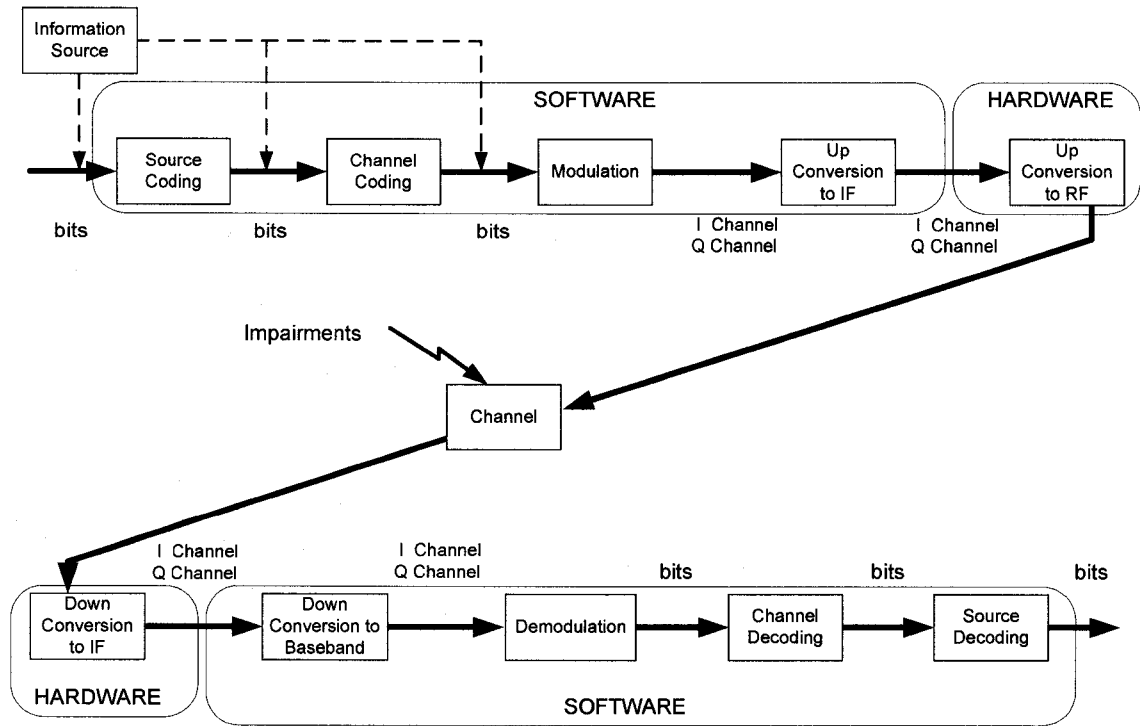 Information
Source
SOFTWARE
HARDWARE
Source
Coding
Channel
Coding
Modulation
Up
Conversion
to IF
Up
Conversion
to RF
bits
bits
bits
I Channel
Q Channel
I Channel
Q Channel
Impairments
Channel
I Channel
Q Channel
I Channel
Q Channel
bits
bits
bits
Down
Conversion
to IF
Down
Conversion to
Baseband
Demodulation
Channel
Decoding
Source
Decoding
HARDWARE
SOFTWARE